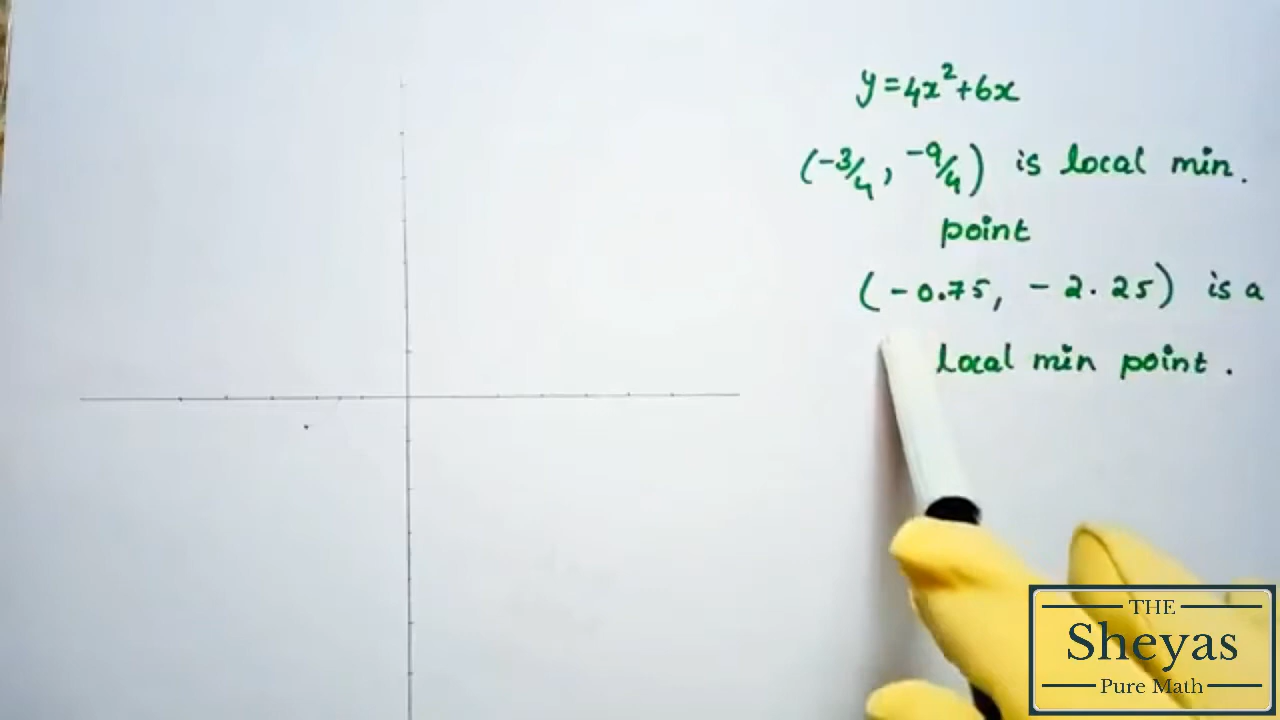 y=4x²+6x
(-3/4, -9/4) is local min.
point
(-0.75, -2.25) is a
local min point.
THE
Sheyas
Pure Math